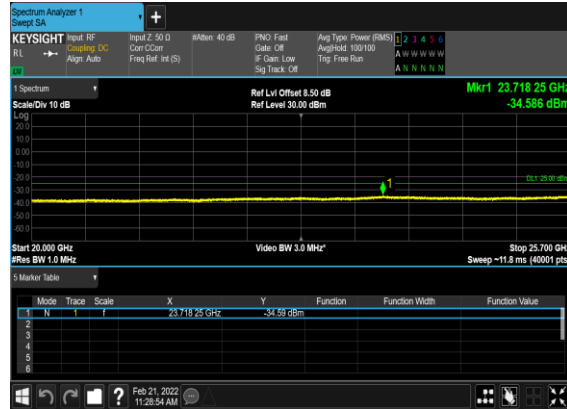 Spectrum Analyzer 1
Swept SA
+
KEYSIGHT Input: RF Input Z: 50 Ω #Atten: 40 dB PNO: Fast Avg Type: Power (RMS) 1 2 3 4 5 6
RL Coupling: DC Corr CCorr Gate: Off Avg|Hold: 100/100 A W W W W W
Align: Auto Freq Ref: Int (S) IF Gain: Low Trig: Free Run
Sig Track: Off A N N N N N
1 Spectrum Ref Lvl Offset 8.50 dB Mkr1 23.718 25 GHz
Scale/Div 10 dB Ref Level 30.00 dBm -34.586 dBm
Log
20.0
10.0
0.00
-10.0
-20.0
1
DL1 -25.00 dBm
-30.0
-40.0
-50.0
-60.0
Start 20.000 GHz Video BW 3.0 MHz* Stop 25.700 GHz
#Res BW 1.0 MHz Sweep ~11.8 ms (40001 pts)
5 Marker Table
Mode Trace Scale X Y Function Function Width Function Value
1 N 1 f 23.718 25 GHz -34.59 dBm
2
3
4
5
6
? Feb 21, 2022
11:28:54 AM